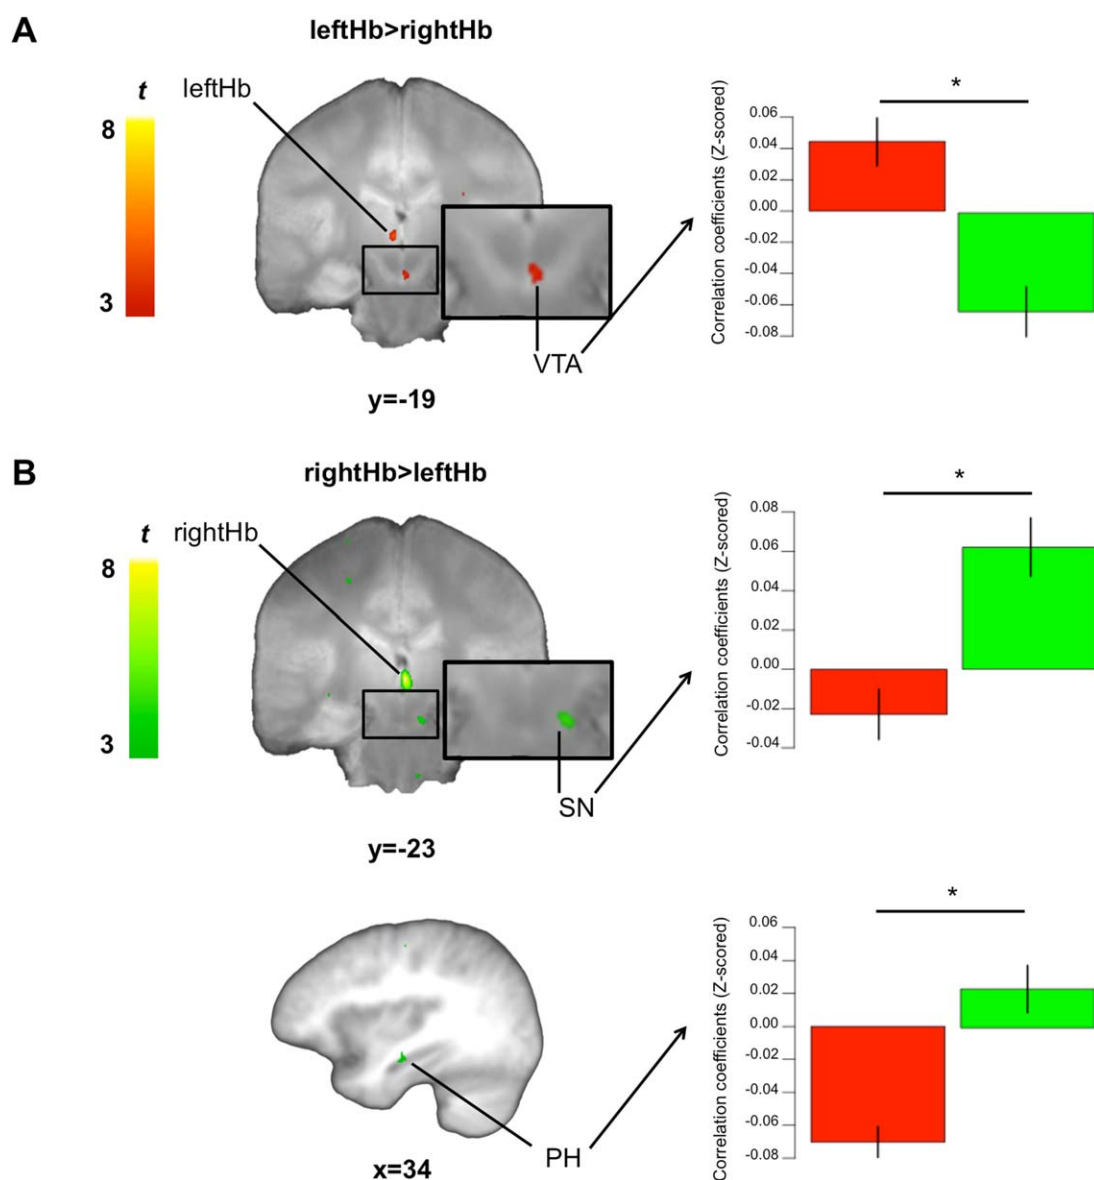 A
leftHb>rightHb
t
8
3
leftHb
VTA
y=-19
*
Correlation coefficients (Z-scored)
0.06
0.04
0.02
0.00
-0.02
-0.04
-0.06
-0.08
B
rightHb>leftHb
t
8
3
rightHb
SN
y=-23
*
Correlation coefficients (Z-scored)
0.08
0.06
0.04
0.02
0.00
-0.02
-0.04
PH
x=34
*
Correlation coefficients (Z-scored)
0.06
0.04
0.02
0.00
-0.02
-0.04
-0.06
-0.08